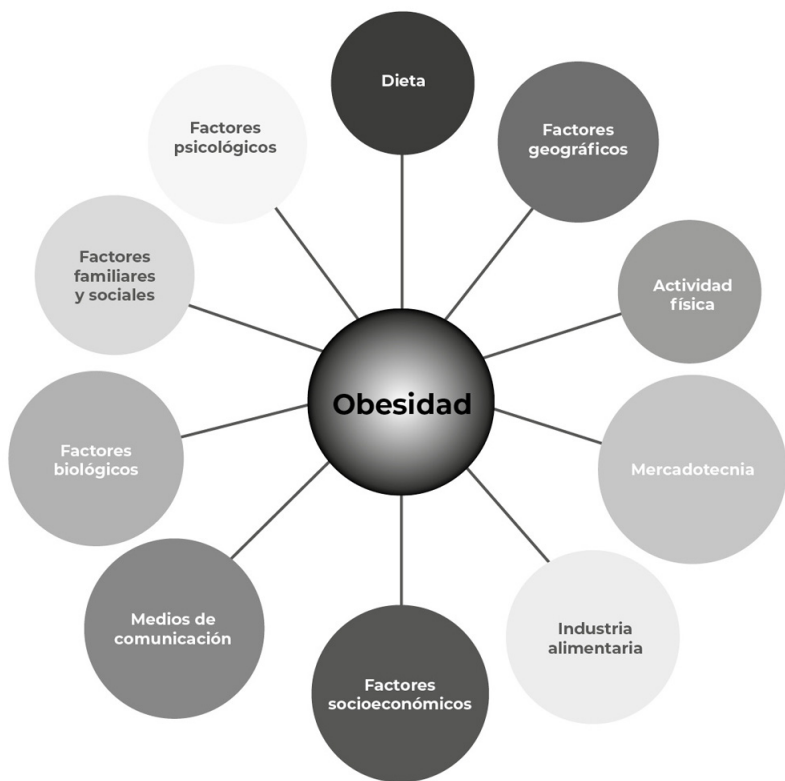 Dieta
Factores
geográficos
Actividad
física
Mercadotecnia
Industria
alimentaria
Factores
socioeconómicos
Medios de
comunicación
Factores
biológicos
Factores
familiares
y sociales
Factores
psicológicos
Obesidad